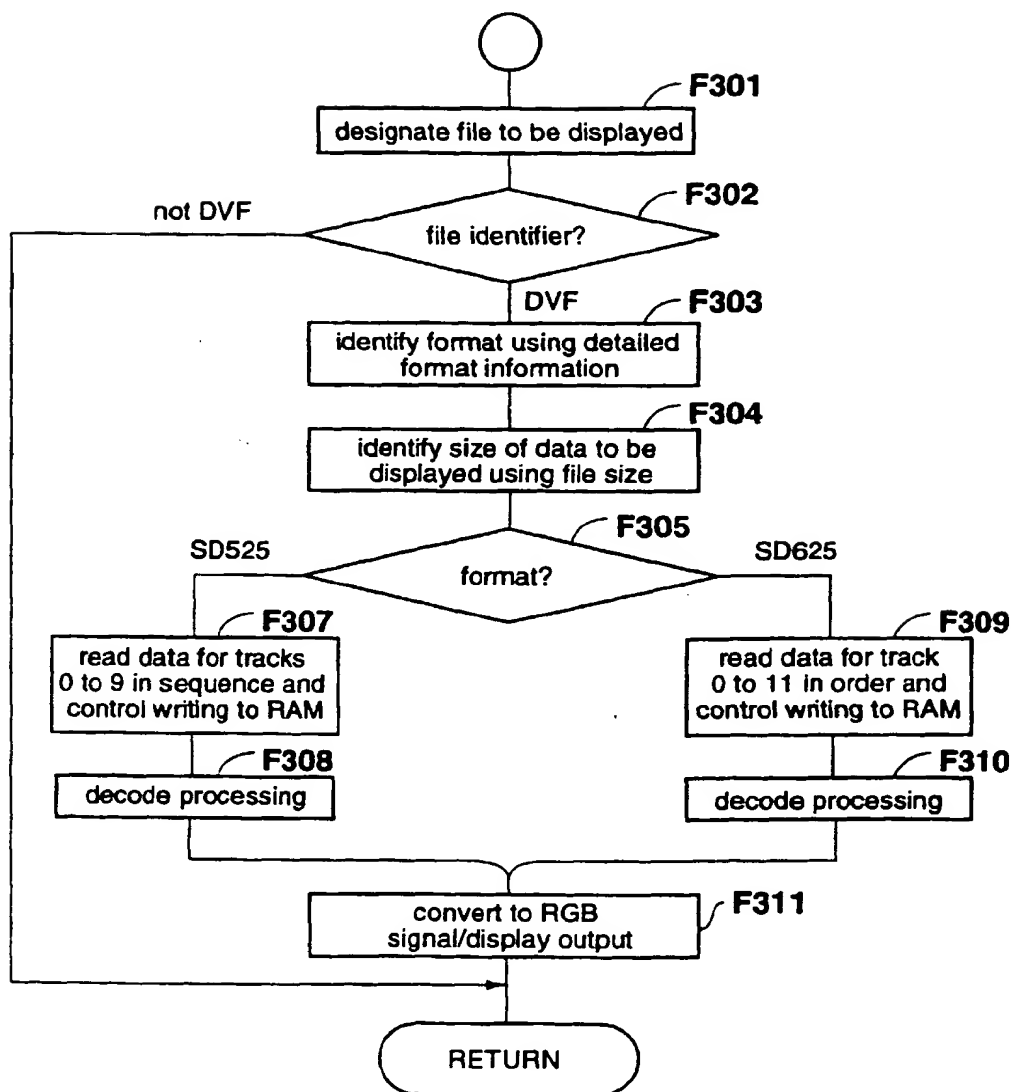 F301
designate file to be displayed
F302
not DVF
file identifier?
DVF
F303
identify format using detailed
format information
F304
identify size of data to be
displayed using file size
F305
SD525
format?
SD625
F307
read data for tracks
0 to 9 in sequence and
control writing to RAM
F309
read data for track
0 to 11 in order and
control writing to RAM
F308
decode processing
F310
decode processing
F311
convert to RGB
signal/display output
RETURN